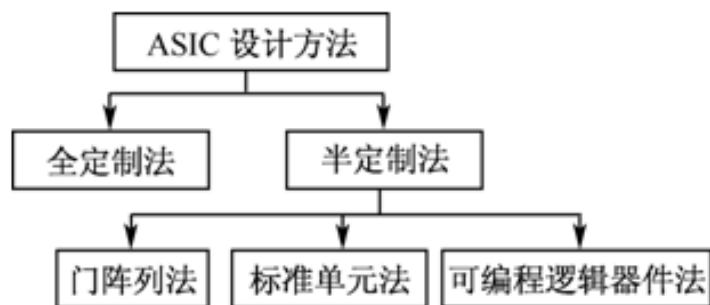 ASIC 设计方法
全定制法
半定制法
门阵列法
标准单元法
可编程逻辑器件法